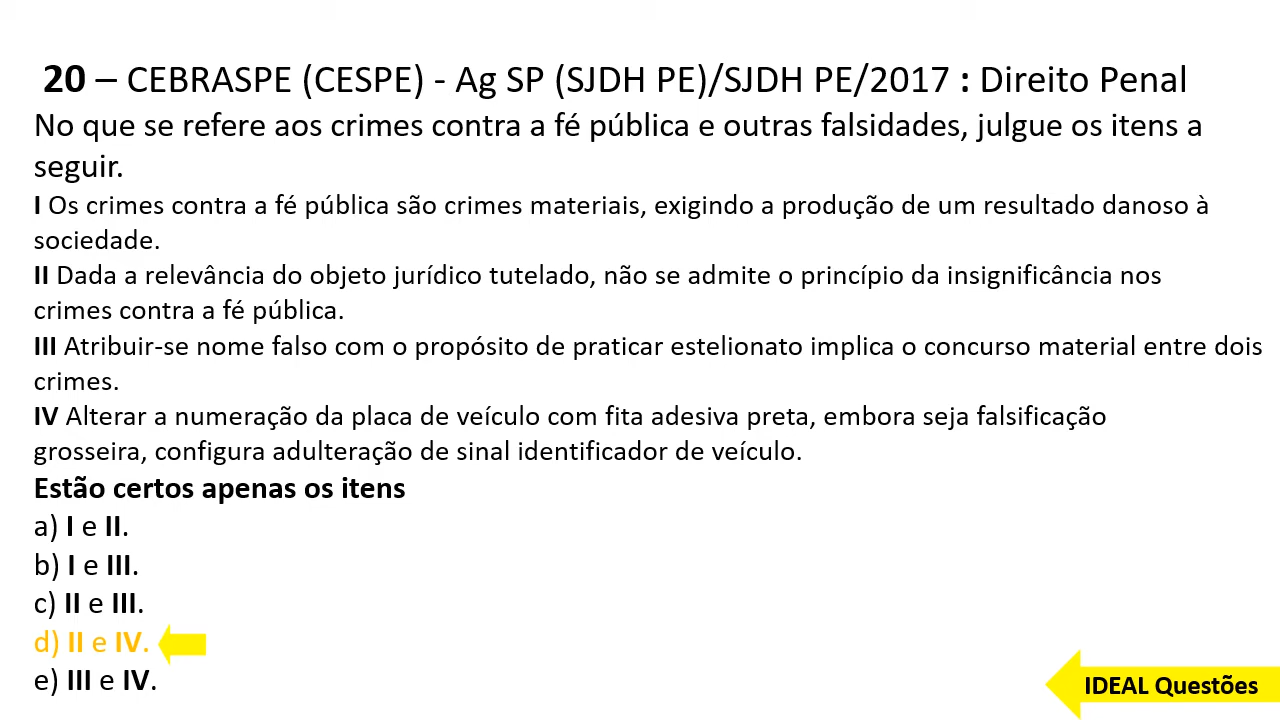 20 – CEBRASPE (CESPE) - Ag SP (SJDH PE)/SJDH PE/2017 : Direito Penal
No que se refere aos crimes contra a fé pública e outras falsidades, julgue os itens a
seguir.
I Os crimes contra a fé pública são crimes materiais, exigindo a produção de um resultado danoso à
sociedade.
II Dada a relevância do objeto jurídico tutelado, não se admite o princípio da insignificância nos
crimes contra a fé pública.
III Atribuir-se nome falso com o propósito de praticar estelionato implica o concurso material entre dois
crimes.
IV Alterar a numeração da placa de veículo com fita adesiva preta, embora seja falsificação
grosseira, configura adulteração de sinal identificador de veículo.
Estão certos apenas os itens
a) I e II.
b) I e III.
c) II e III.
d) II e IV.
e) III e IV.
IDEAL Questões